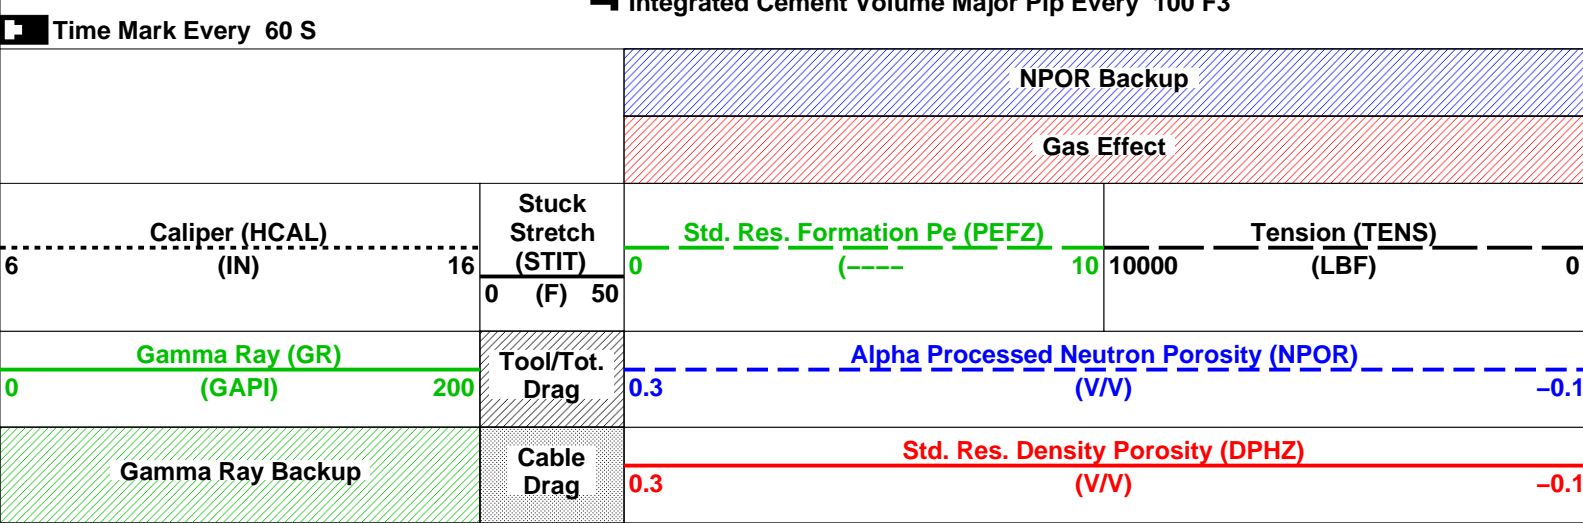 Integrated Cement Volume Major Pip Every 100 F3
Time Mark Every 60 S
NPOR Backup
Gas Effect
Caliper (HCAL)
6 (IN) 16
Stuck
Stretch
(STIT)
0 (F) 50
Std. Res. Formation Pe (PEFZ)
0 (−−−− 10
Tension (TENS)
10000 (LBF) 0
Gamma Ray (GR)
0 (GAPI) 200
Tool/Tot.
Drag
Alpha Processed Neutron Porosity (NPOR)
0.3 (V/V) −0.1
Gamma Ray Backup
Cable
Drag
Std. Res. Density Porosity (DPHZ)
0.3 (V/V) −0.1